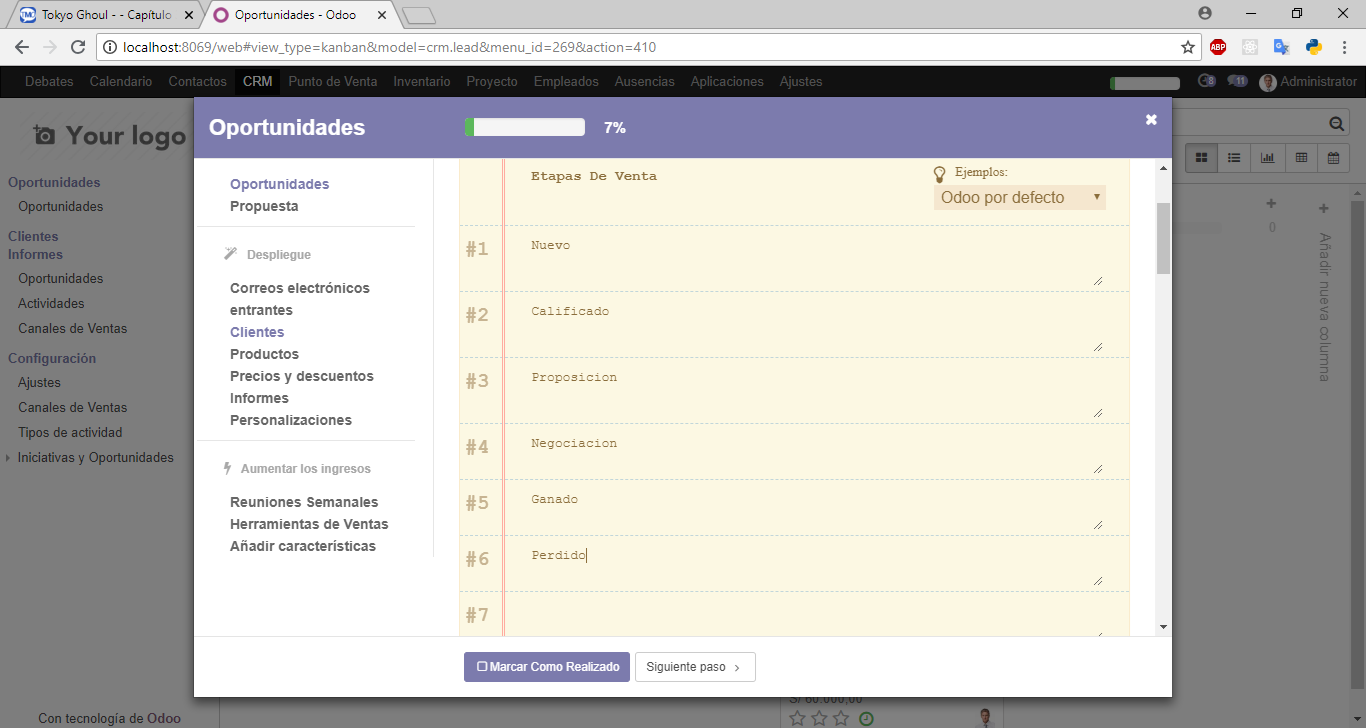 Tokyo Ghoul - - Capítulo
Oportunidades - Odoo
localhost:8069/web#view_type=kanban&model=crm.lead&menu_id=269&action=410
ABP
Debates Calendario Contactos CRM Punto de Venta Inventario Proyecto Empleados Ausencias Aplicaciones Ajustes 8 11 Administrator
Your logo
Oportunidades
Oportunidades
Clientes
Informes
Oportunidades
Actividades
Canales de Ventas
Configuración
Ajustes
Canales de Ventas
Tipos de actividad
Iniciativas y Oportunidades
Con tecnología de Odoo
Oportunidades 7%
Oportunidades
Propuesta
Despliegue
Correos electrónicos
entrantes
Clientes
Productos
Precios y descuentos
Informes
Personalizaciones
Aumentar los ingresos
Reuniones Semanales
Herramientas de Ventas
Añadir características
Etapas De Venta
Ejemplos:
Odoo por defecto
#1 Nuevo
#2 Calificado
#3 Proposicion
#4 Negociacion
#5 Ganado
#6 Perdido
#7
Marcar Como Realizado
Siguiente paso
0
Añadir nueva columna
S/ 60.000,00